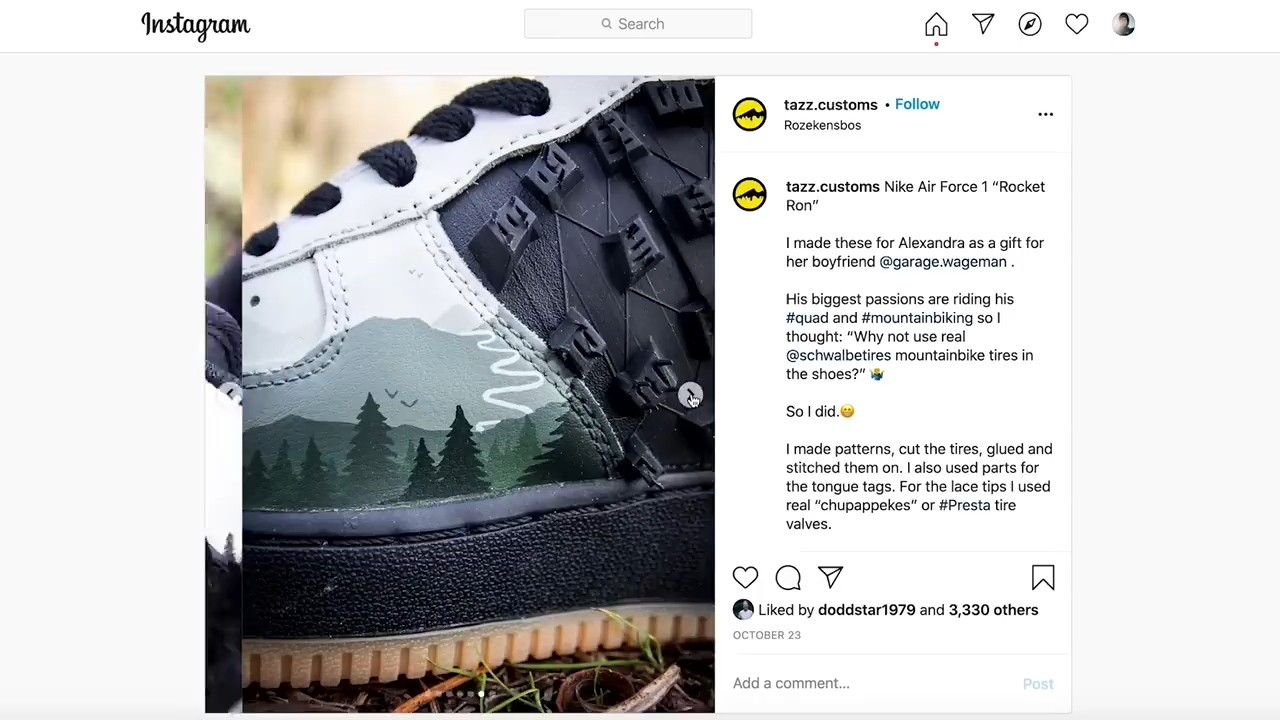 Instagram
Search
tazz.customs • Follow
Rozekensbos
tazz.customs Nike Air Force 1 “Rocket
Ron”
I made these for Alexandra as a gift for
her boyfriend @garage.wageman .
His biggest passions are riding his
#quad and #mountainbiking so I
thought: “Why not use real
@schwalbetires mountainbike tires in
the shoes?” 🤷‍♂️
So I did.😁
I made patterns, cut the tires, glued and
stitched them on. I also used parts for
the tongue tags. For the lace tips I used
real “chupappekes” or #Presta tire
valves.
Liked by doddstar1979 and 3,330 others
OCTOBER 23
Add a comment...
Post